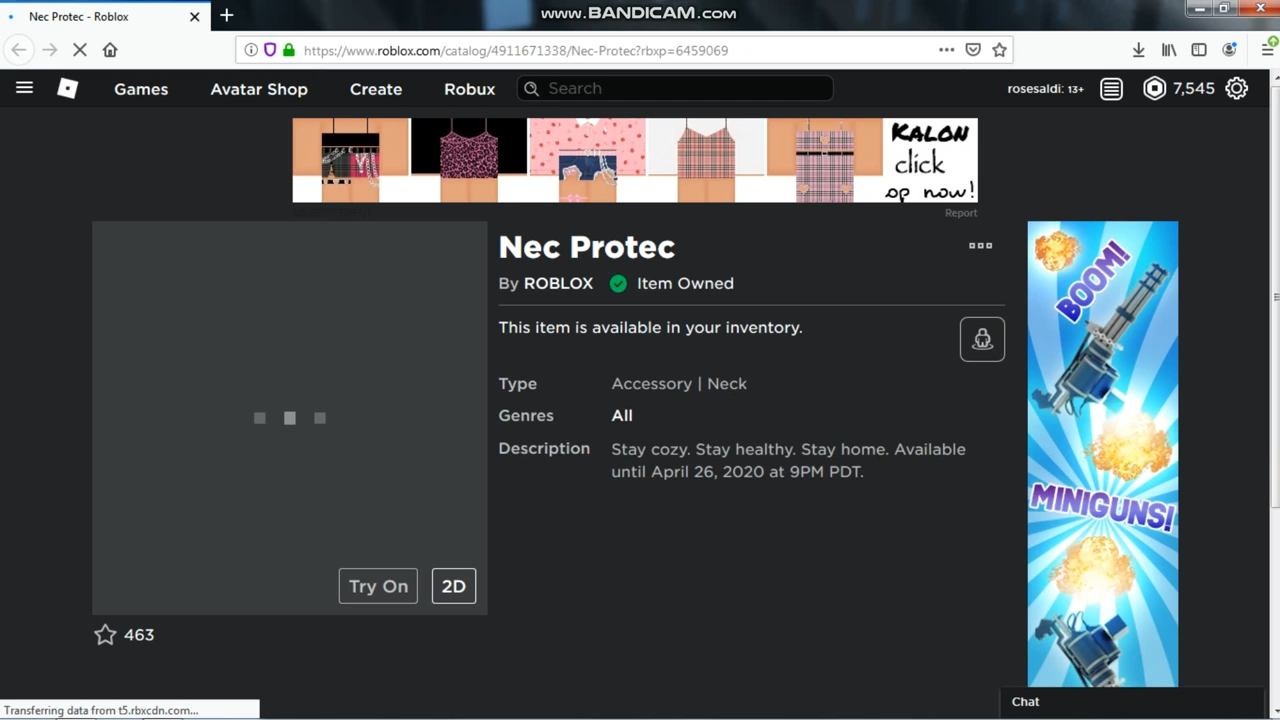 www.BANDICAM.com
Nec Protec - Roblox
https://www.roblox.com/catalog/4911671338/Nec-Protec?rbxp=6459069
Games
Avatar Shop
Create
Robux
Search
rosesaldi: 13+
7,545
KALON
click
op now!
Report
Nec Protec
By ROBLOX
Item Owned
This item is available in your inventory.
Type
Accessory | Neck
Genres
All
Description
Stay cozy. Stay healthy. Stay home. Available
until April 26, 2020 at 9PM PDT.
Try On
2D
463
BOOM!
MINIGUNS!
Chat
Transferring data from t5.rbxcdn.com...